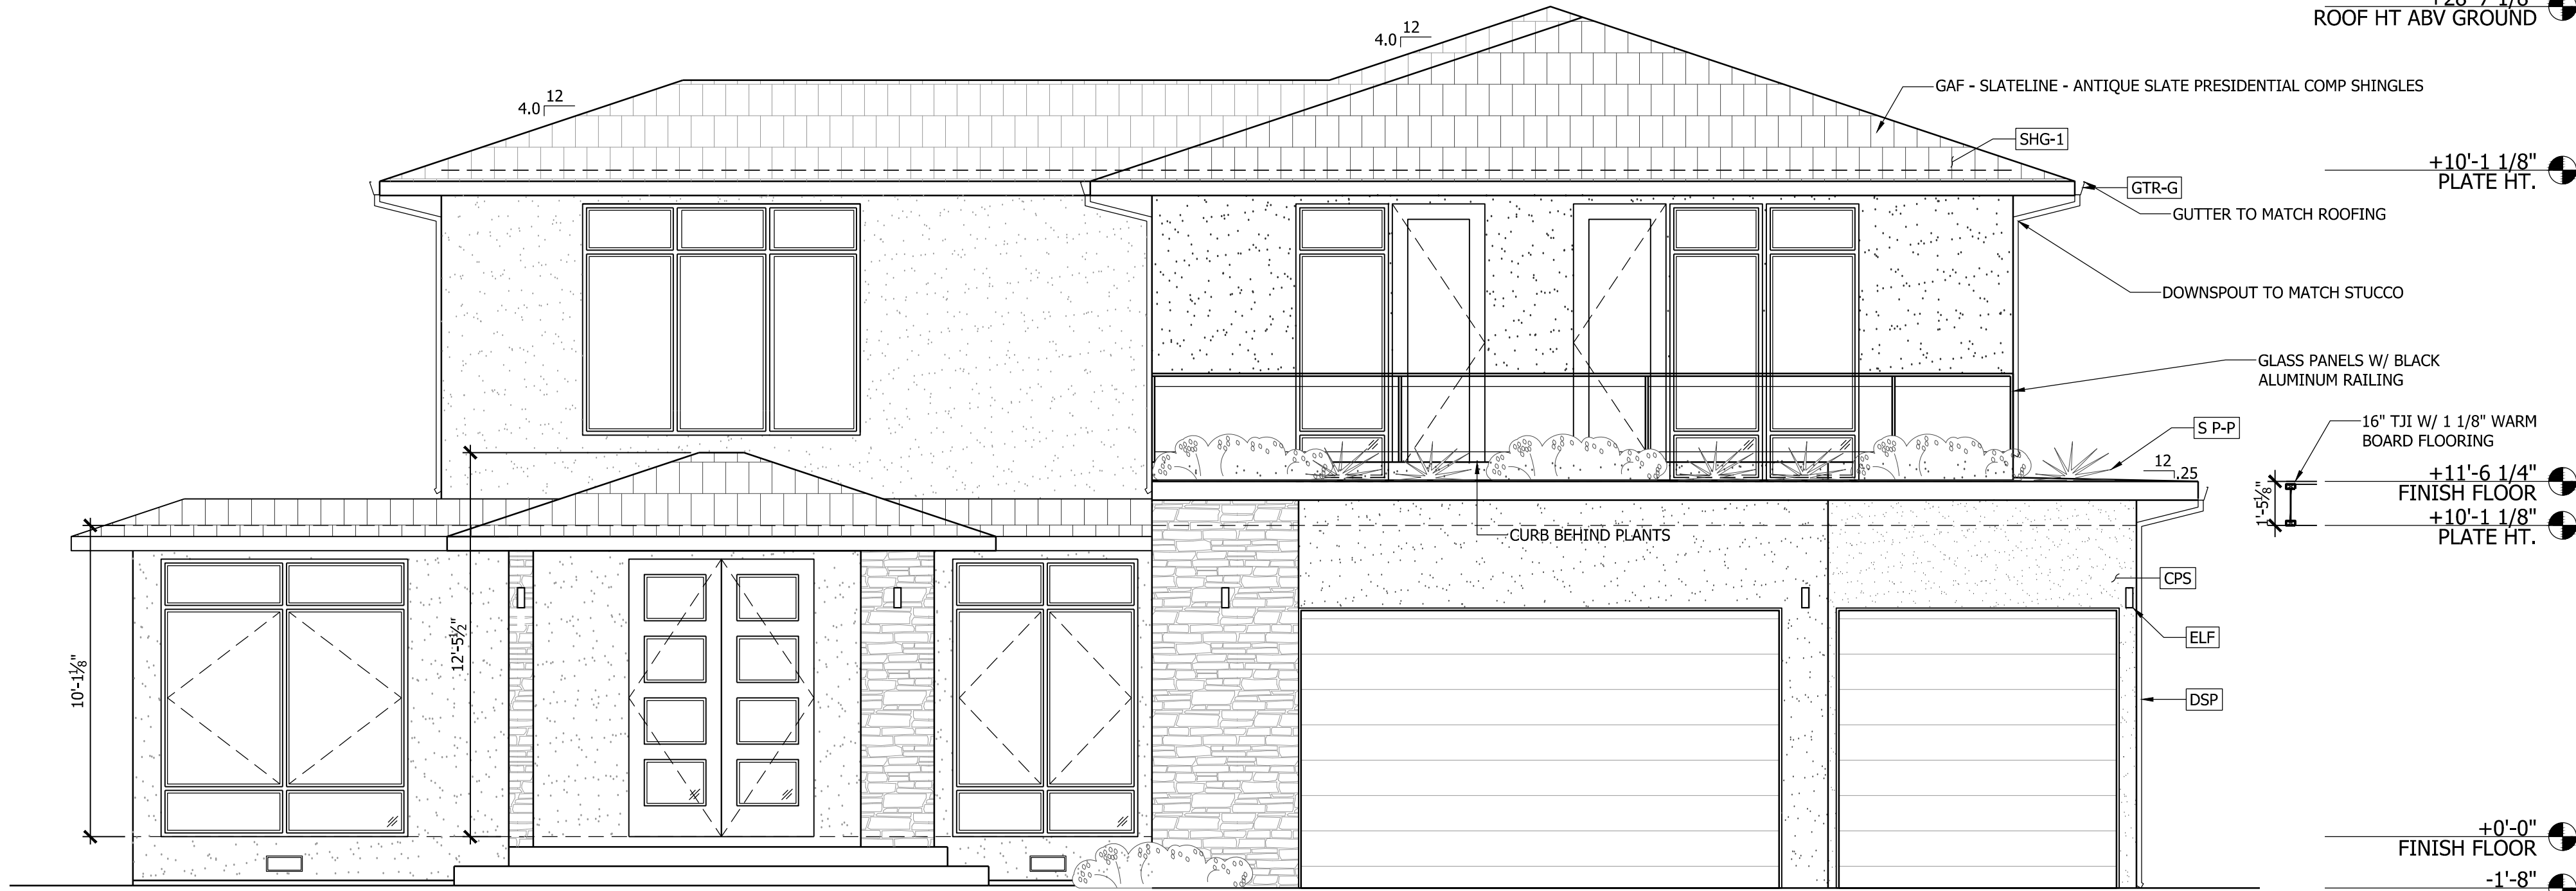 +28'-7 1/8"
ROOF HT ABV GROUND
12
4.0
12
4.0
GAF - SLATELINE - ANTIQUE SLATE PRESIDENTIAL COMP SHINGLES
SHG-1
+10'-1 1/8"
PLATE HT.
GTR-G
GUTTER TO MATCH ROOFING
DOWNSPOUT TO MATCH STUCCO
GLASS PANELS W/ BLACK
ALUMINUM RAILING
S P-P
16" TJI W/ 1 1/8" WARM
BOARD FLOORING
12
.25
1'-5⅛"
+11'-6 1/4"
FINISH FLOOR
+10'-1 1/8"
PLATE HT.
CURB BEHIND PLANTS
CPS
ELF
DSP
10'-1⅛"
12'-5½"
+0'-0"
FINISH FLOOR
-1'-8"